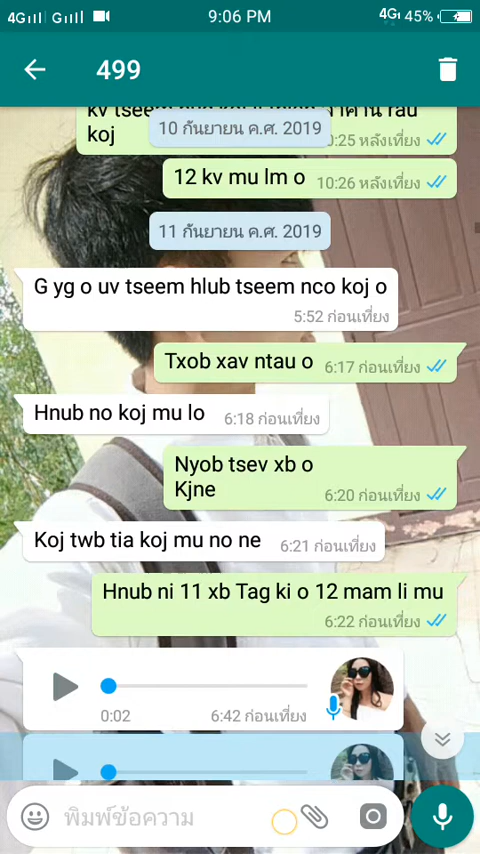 4G G 9:06 PM 4G 45%
499
koj 0:25 หลังเที่ยง
10 กันยายน ค.ศ. 2019
12 kv mu lm o 10:26 หลังเที่ยง
11 กันยายน ค.ศ. 2019
G yg o uv tseem hlub tseem nco koj o
5:52 ก่อนเที่ยง
Txob xav ntau o 6:17 ก่อนเที่ยง
Hnub no koj mu lo 6:18 ก่อนเที่ยง
Nyob tsev xb o
Kjne 6:20 ก่อนเที่ยง
Koj twb tia koj mu no ne 6:21 ก่อนเที่ยง
Hnub ni 11 xb Tag ki o 12 mam li mu
6:22 ก่อนเที่ยง
0:02 6:42 ก่อนเที่ยง
พิมพ์ข้อความ